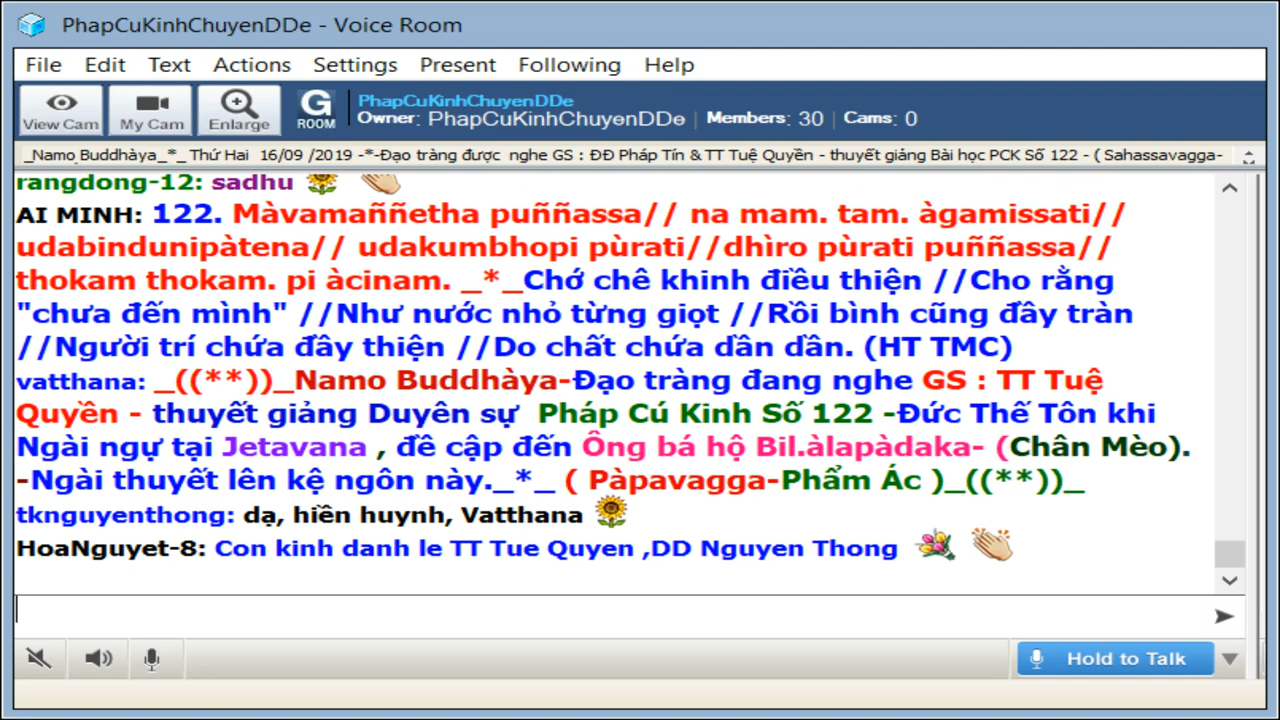 PhapCuKinhChuyenDDe - Voice Room
File Edit Text Actions Settings Present Following Help
View Cam My Cam Enlarge G ROOM
PhapCuKinhChuyenDDe
Owner: PhapCuKinhChuyenDDe | Members: 30 | Cams: 0
_Namo_Buddhàya_*_ Thứ Hai 16/09 /2019 -*-Đạo tràng được nghe GS : ĐĐ Pháp Tín & TT Tuệ Quyền - thuyết giảng Bài học PCK Số 122 - ( Sahassavagga-
rangdong-12: sadhu
AI MINH: 122. Màvamaññetha puññassa// na mam. tam. àgamissati//
udabindunipàtena// udakumbhopi pùrati//dhìro pùrati puññassa//
thokam thokam. pi àcinam. _*_Chớ chê khinh điều thiện //Cho rằng
"chưa đến mình" //Như nước nhỏ từng giọt //Rồi bình cũng đầy tràn
//Người trí chứa đầy thiện //Do chất chứa dần dần. (HT TMC)
vatthana: _((**))_Namo Buddhàya-Đạo tràng đang nghe GS : TT Tuệ
Quyền - thuyết giảng Duyên sự Pháp Cú Kinh Số 122 -Đức Thế Tôn khi
Ngài ngự tại Jetavana , đề cập đến Ông bá hộ Bil.àlapàdaka- (Chân Mèo).
-Ngài thuyết lên kệ ngôn này._*_ ( Pàpavagga-Phẩm Ác )_((**))_
tknguyenthong: dạ, hiền huynh, Vatthana
HoaNguyet-8: Con kinh danh le TT Tue Quyen ,DD Nguyen Thong
Hold to Talk